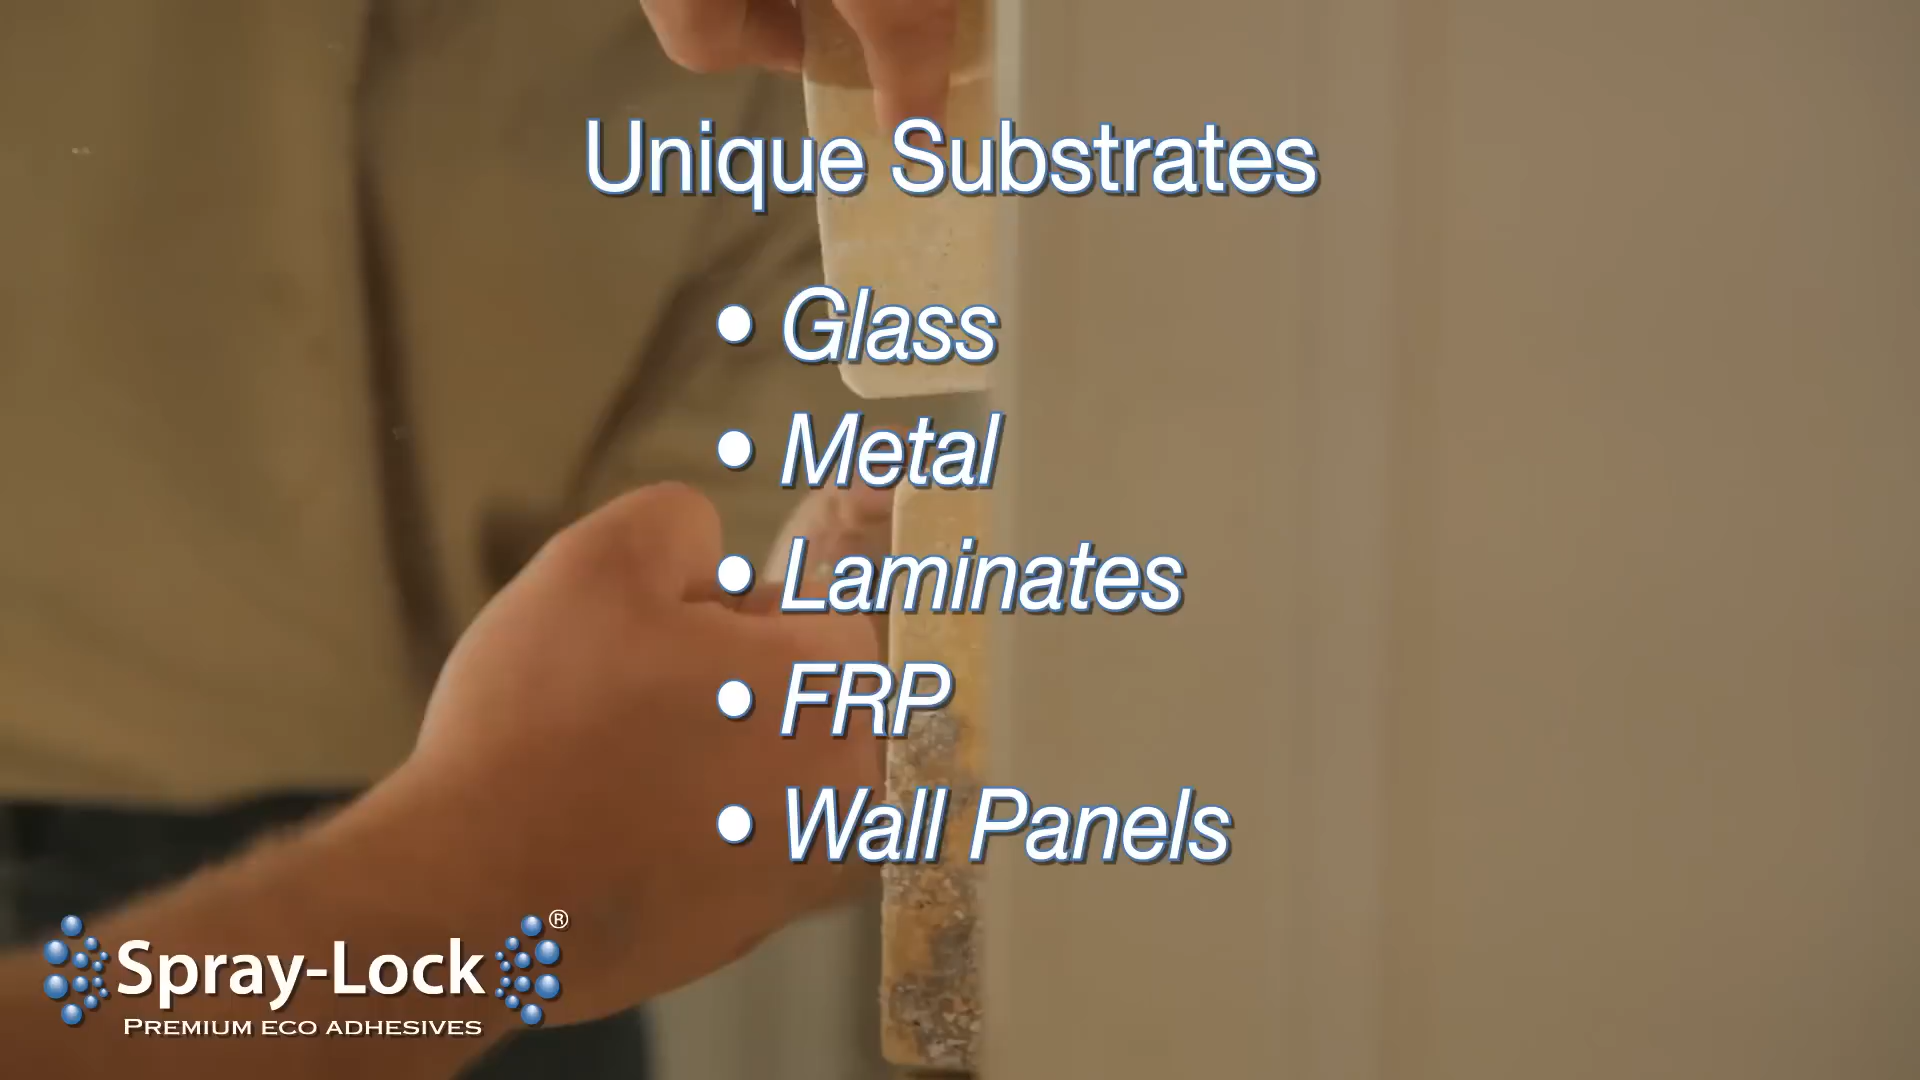 Unique Substrates
• Glass
• Metal
• Laminates
• FRP
• Wall Panels
Spray-Lock®
PREMIUM ECO ADHESIVES